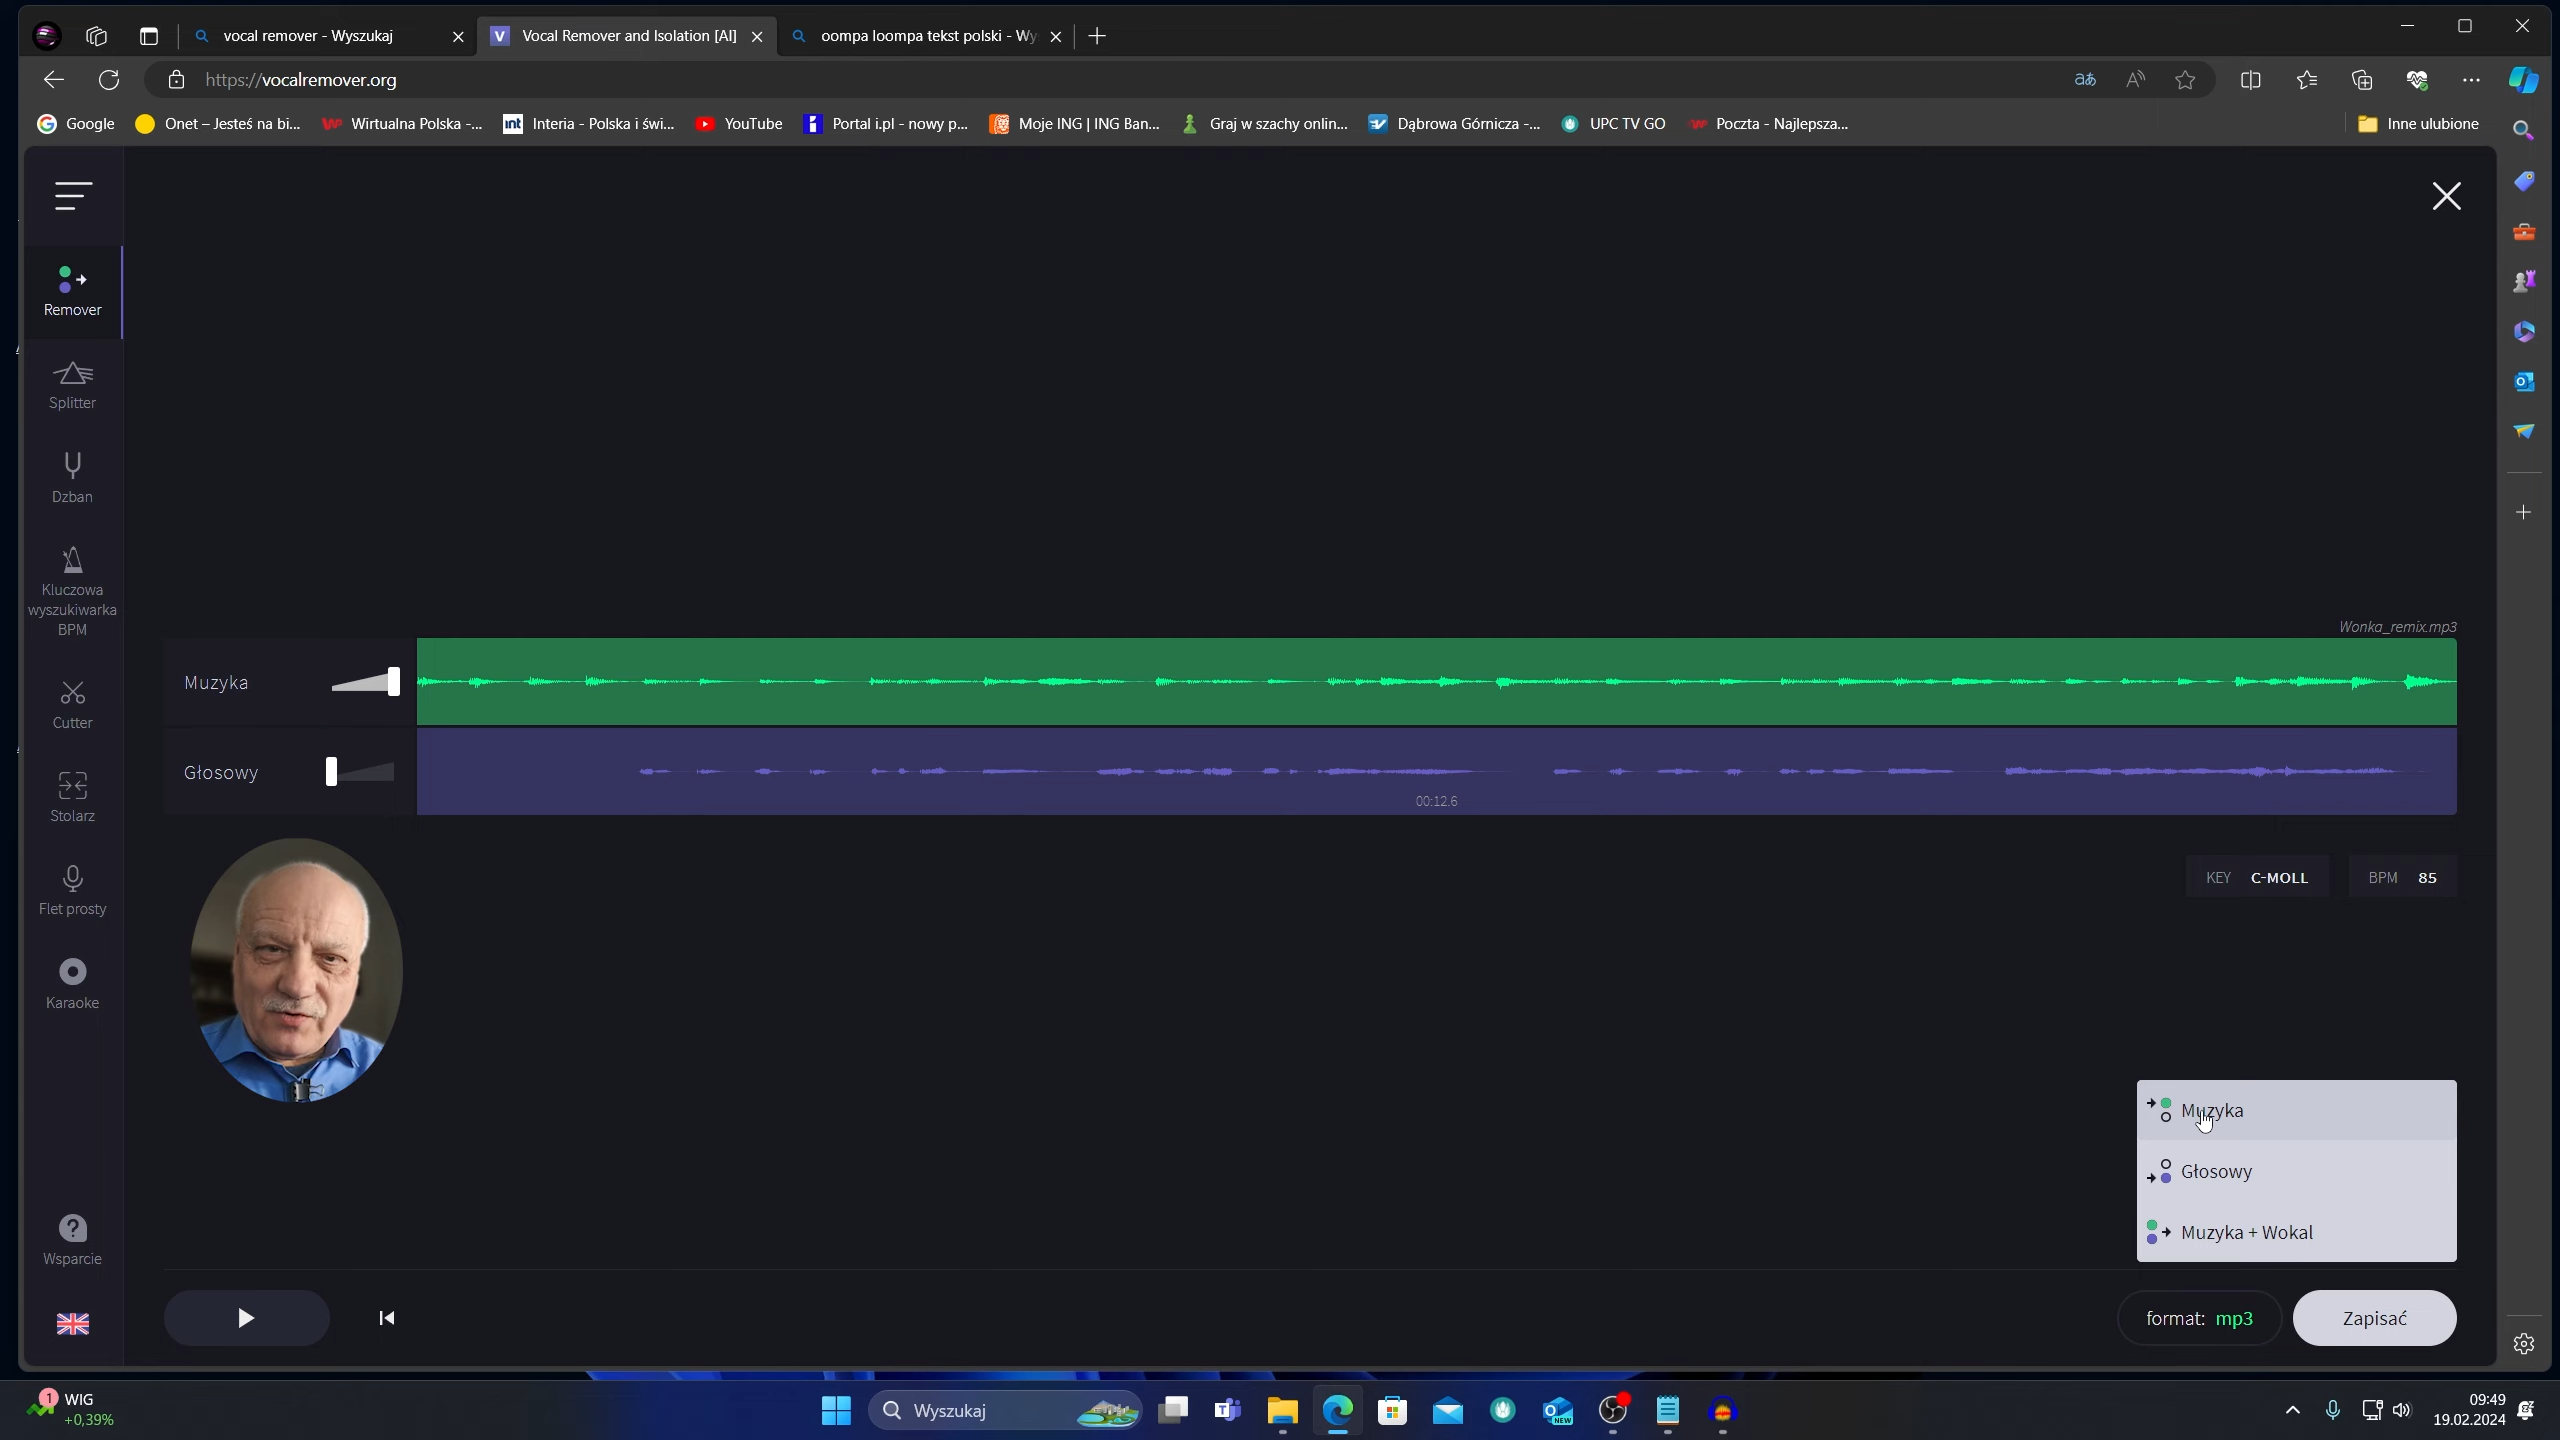 vocal remover - Wyszukaj
Vocal Remover and Isolation [AI]
oompa loompa tekst polski - Wy
https://vocalremover.org
Google
Onet – Jesteś na bi...
Wirtualna Polska -...
Interia - Polska i świ...
YouTube
Portal i.pl - nowy p...
Moje ING | ING Ban...
Graj w szachy onlin...
Dąbrowa Górnicza -...
UPC TV GO
Poczta - Najlepsza...
Inne ulubione
Remover
Splitter
Dzban
Kluczowa
wyszukiwarka
BPM
Cutter
Stolarz
Flet prosty
Karaoke
Wsparcie
Wonka_remix.mp3
Muzyka
Głosowy
00:12.6
KEY C-MOLL
BPM 85
Muzyka
Głosowy
Muzyka + Wokal
format: mp3
Zapisać
1
WIG
+0,39%
Wyszukaj
NEW
09:49
19.02.2024